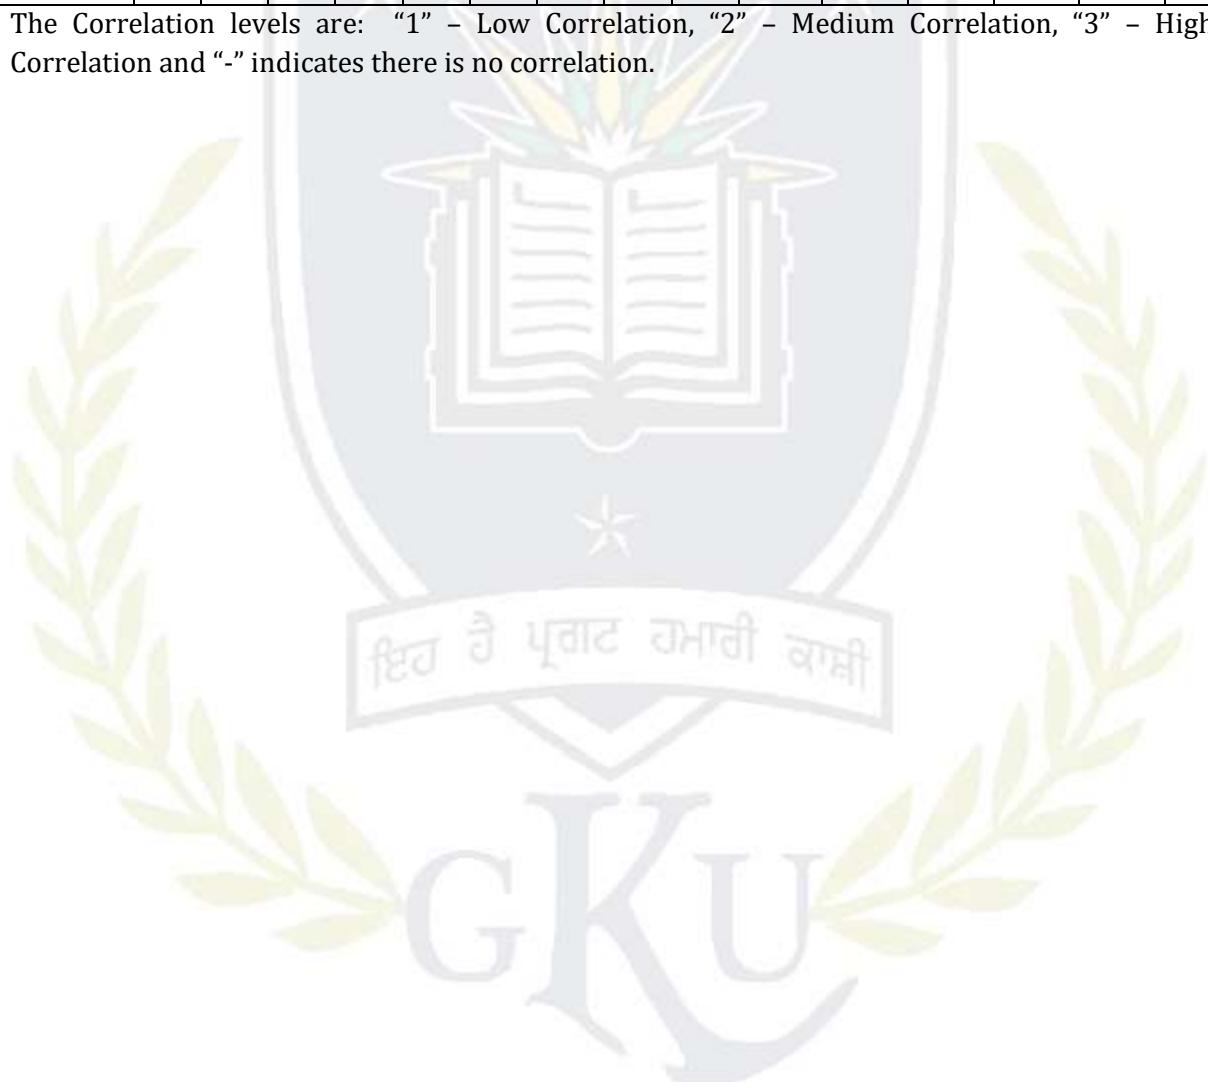 The Correlation levels are: “1” – Low Correlation, “2” – Medium Correlation, “3” – High
Correlation and “-” indicates there is no correlation.
ਇਹ ਹੈ ਪ੍ਰਗਟ ਹਮਾਰੀ ਕਾਸ਼ੀ
GKU